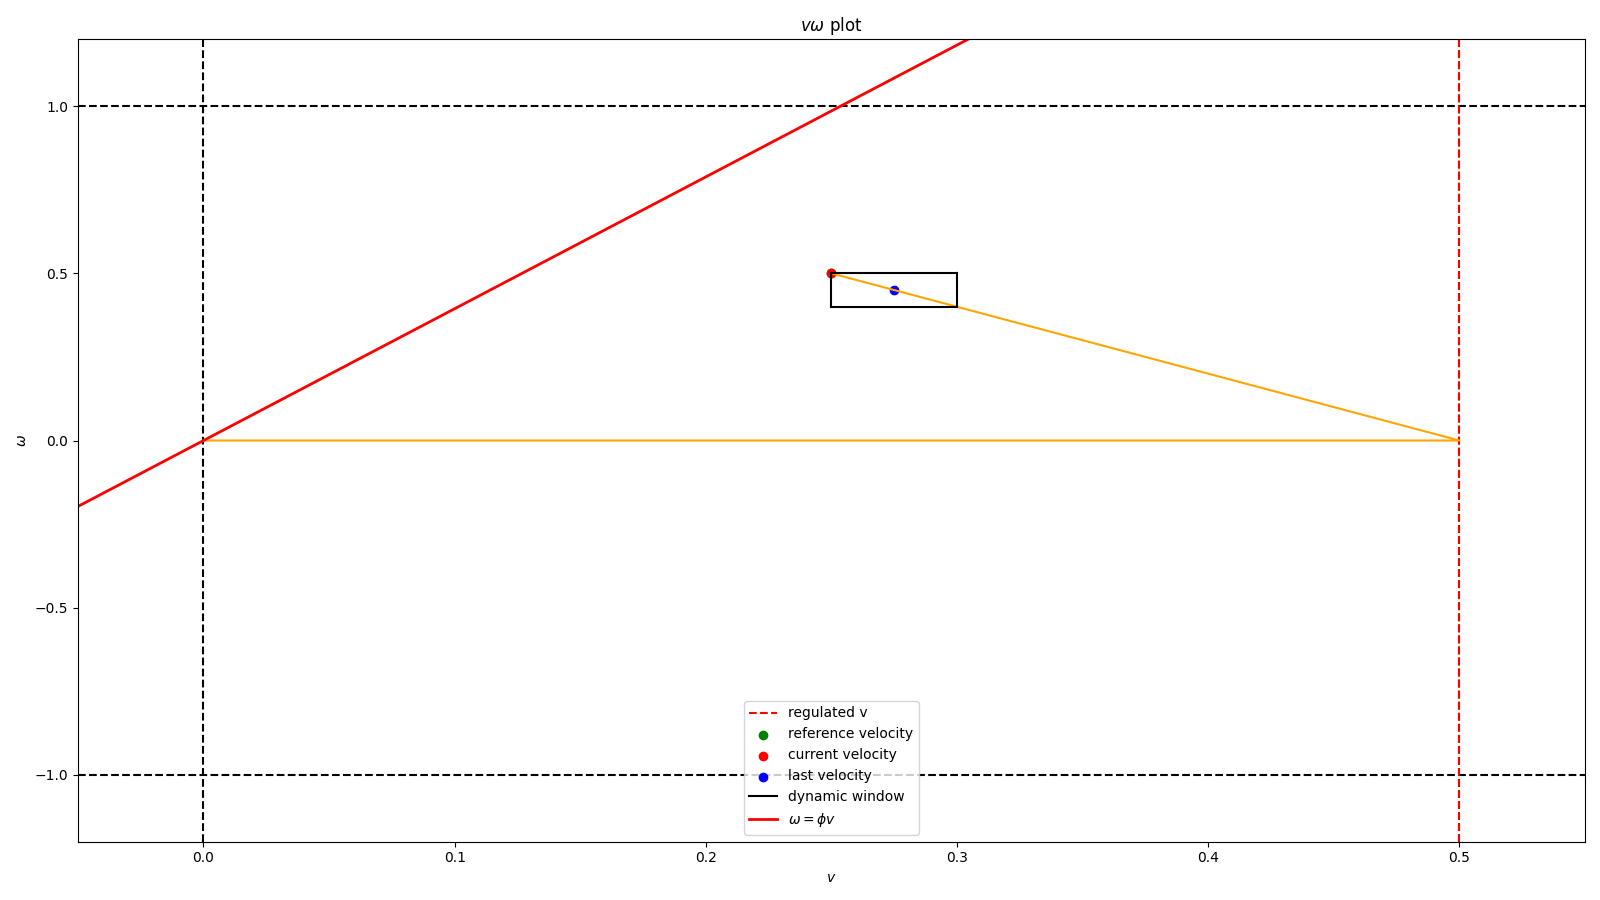 vω plot
1.0
0.5
0.0
−0.5
−1.0
ω
0.0
0.1
0.2
0.3
0.4
0.5
v
regulated v
reference velocity
current velocity
last velocity
dynamic window
ω = ϕv